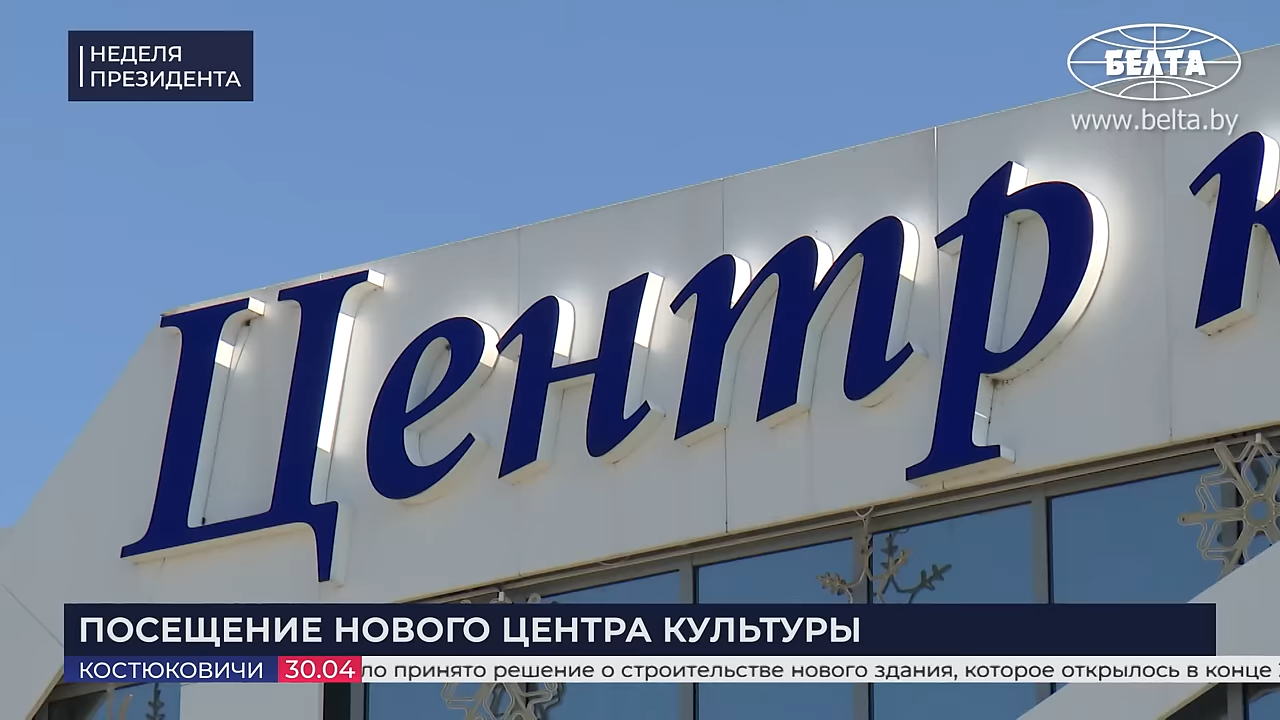 НЕДЕЛЯ
ПРЕЗИДЕНТА
БЕЛТА
www.belta.by
Центр к
ПОСЕЩЕНИЕ НОВОГО ЦЕНТРА КУЛЬТУРЫ
КОСТЮКОВИЧИ 30.04 ло принято решение о строительстве нового здания, которое открылось в конце